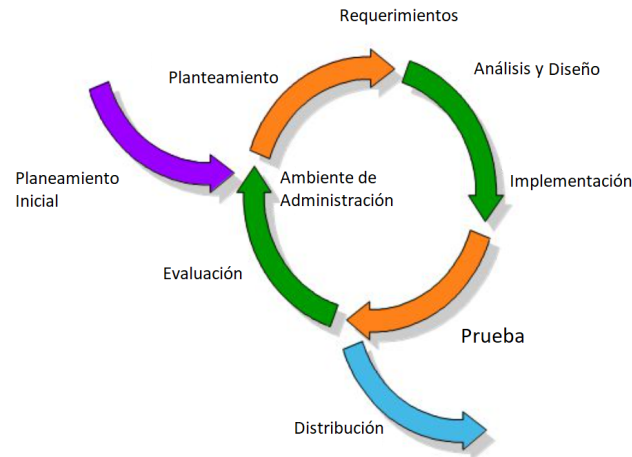 Requerimientos
Planteamiento
Análisis y Diseño
Planeamiento
Inicial
Ambiente de
Administración
Implementación
Evaluación
Prueba
Distribución